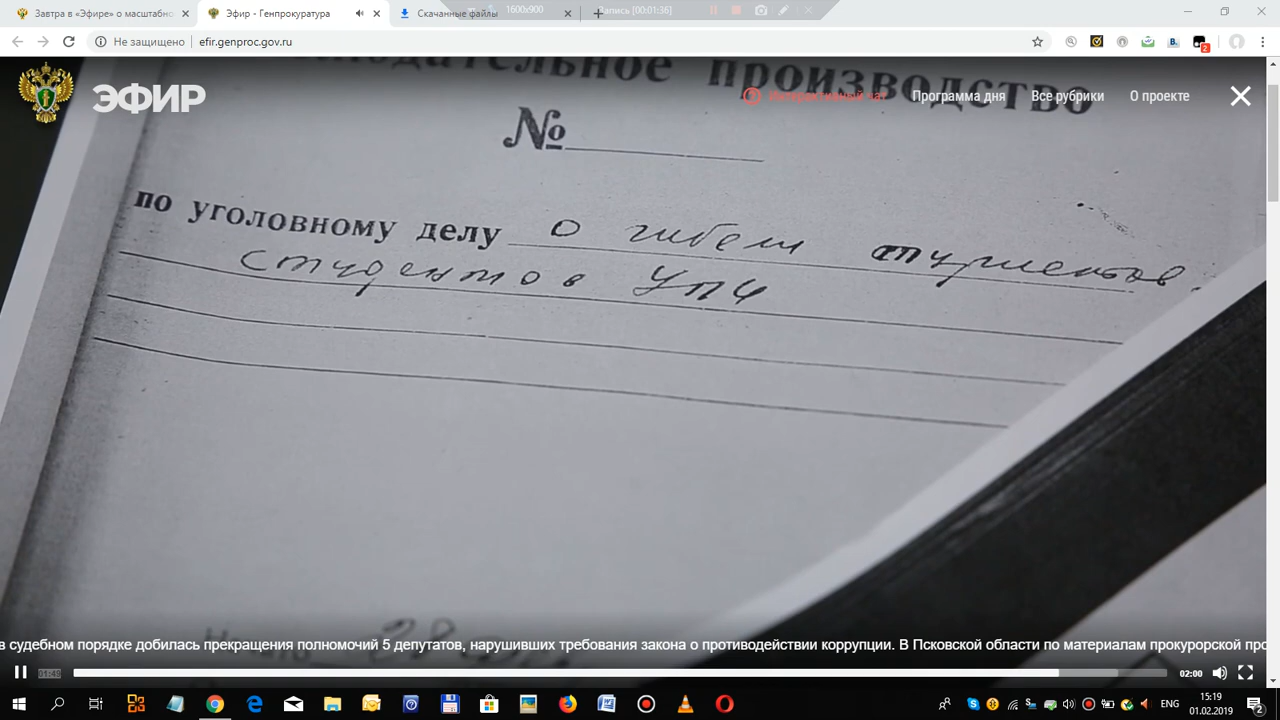 Завтра в «Эфире» о масштабно
Эфир - Генпрокуратура
Скачанные файлы
1600x900
Запись [00:01:36]
Не защищено
efir.genproc.gov.ru
ЭФИР
производство
Интерактивный чат
Программа дня
Все рубрики
О проекте
№
по уголовному делу о гибели туристов
студентов УПИ
в судебном порядке добилась прекращения полномочий 5 депутатов, нарушивших требования закона о противодействии коррупции. В Псковской области по материалам прокурорской про
02:00
ENG
15:19
01.02.2019